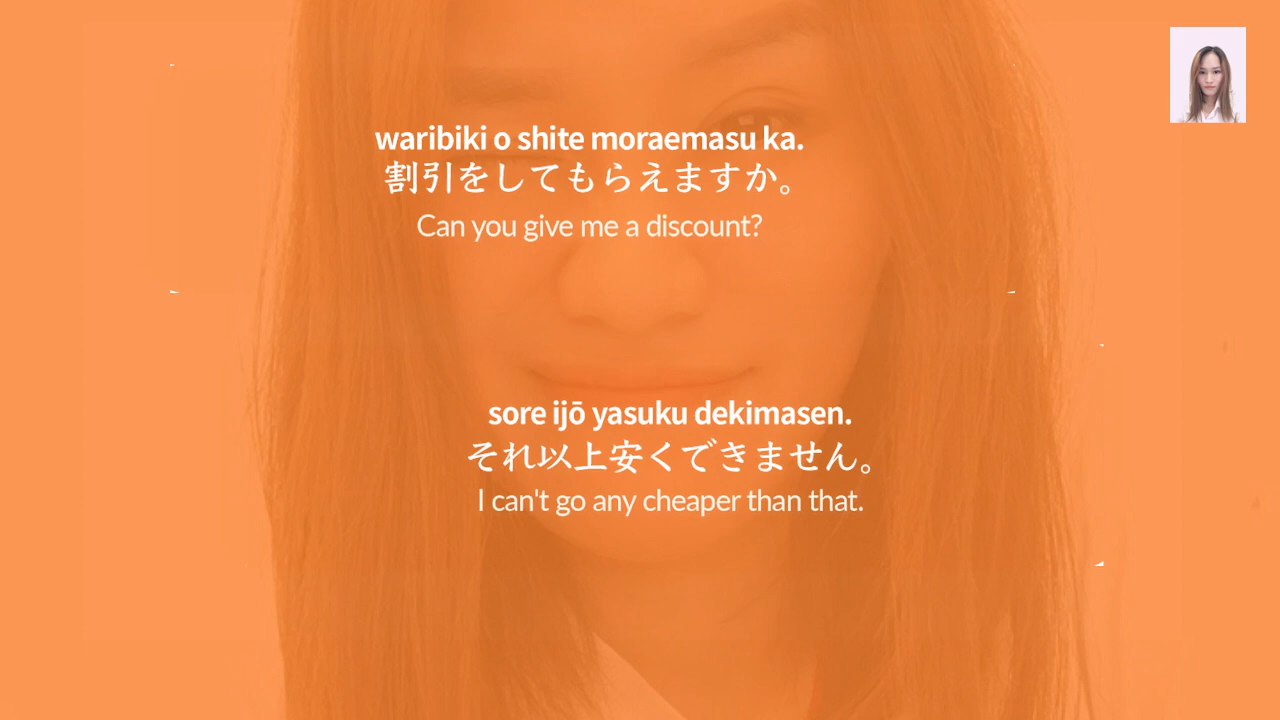 waribiki o shite moraemasu ka.
割引をしてもらえますか。
Can you give me a discount?
sore ijō yasuku dekimasen.
それ以上安くできません。
I can't go any cheaper than that.